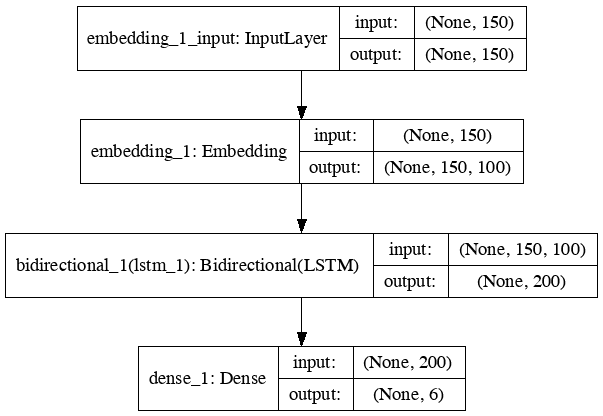 embedding_1_input: InputLayer
input: (None, 150)
output: (None, 150)
embedding_1: Embedding
input: (None, 150)
output: (None, 150, 100)
bidirectional_1(lstm_1): Bidirectional(LSTM)
input: (None, 150, 100)
output: (None, 200)
dense_1: Dense
input: (None, 200)
output: (None, 6)